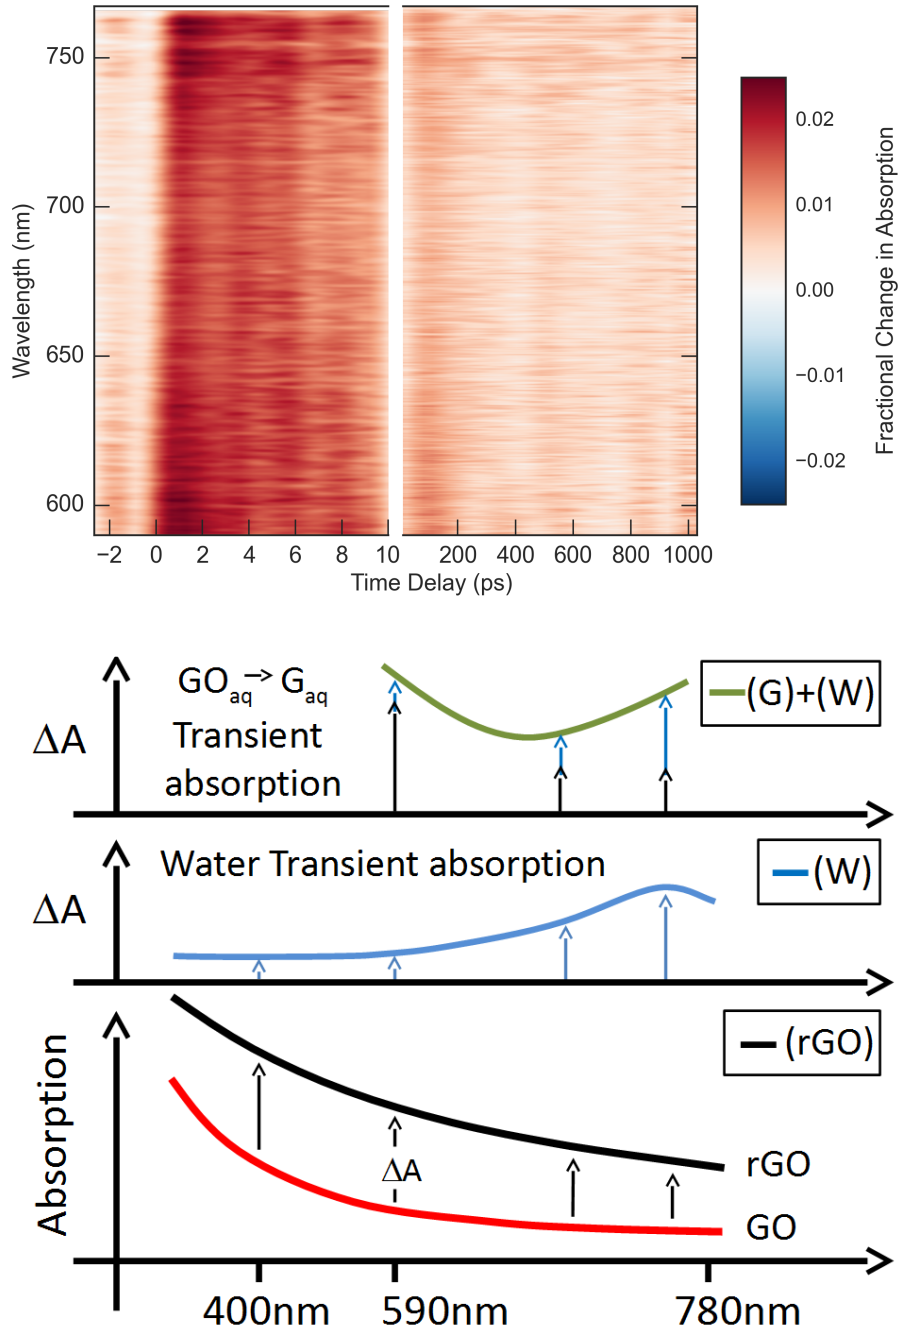 750
700
650
600
Wavelength (nm)
−2 0 2 4 6 8 10 200 400 600 800 1000
Time Delay (ps)
0.02
0.01
0.00
−0.01
−0.02
Fractional Change in Absorption
GOaq→Gaq
Transient
absorption
ΔA
(G)+(W)
Water Transient absorption
ΔA
(W)
Absorption
(rGO)
ΔA
rGO
GO
400nm 590nm 780nm